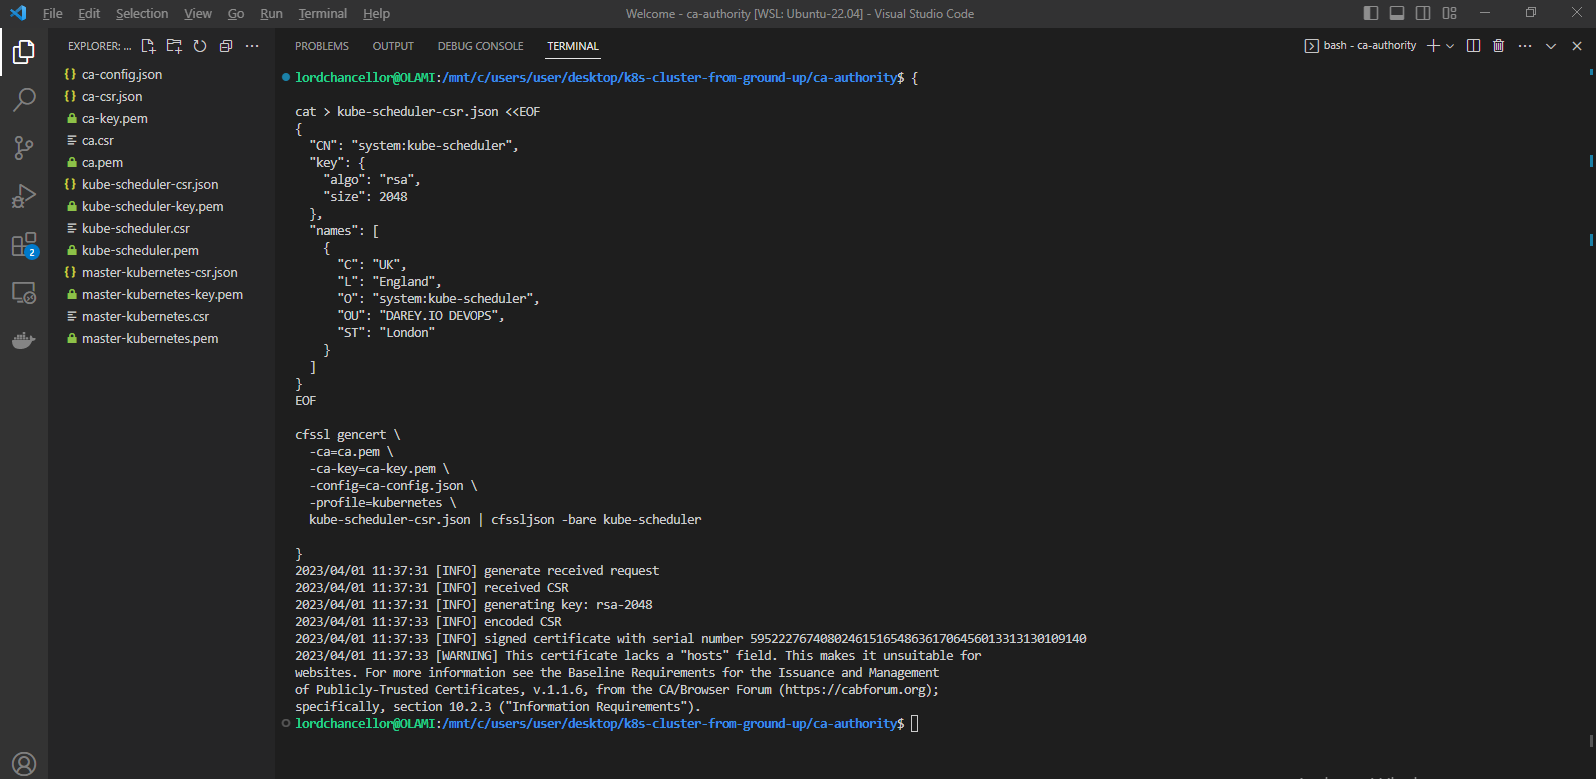 File Edit Selection View Go Run Terminal Help
Welcome - ca-authority [WSL: Ubuntu-22.04] - Visual Studio Code
EXPLORER: ...
ca-config.json
ca-csr.json
ca-key.pem
ca.csr
ca.pem
kube-scheduler-csr.json
kube-scheduler-key.pem
kube-scheduler.csr
kube-scheduler.pem
master-kubernetes-csr.json
master-kubernetes-key.pem
master-kubernetes.csr
master-kubernetes.pem
2
PROBLEMS OUTPUT DEBUG CONSOLE TERMINAL
bash - ca-authority
lordchancellor@OLAMI:/mnt/c/users/user/desktop/k8s-cluster-from-ground-up/ca-authority$ {
cat > kube-scheduler-csr.json <<EOF
{
"CN": "system:kube-scheduler",
"key": {
"algo": "rsa",
"size": 2048
},
"names": [
{
"C": "UK",
"L": "England",
"O": "system:kube-scheduler",
"OU": "DAREY.IO DEVOPS",
"ST": "London"
}
]
}
EOF
cfssl gencert \
-ca=ca.pem \
-ca-key=ca-key.pem \
-config=ca-config.json \
-profile=kubernetes \
kube-scheduler-csr.json | cfssljson -bare kube-scheduler
}
2023/04/01 11:37:31 [INFO] generate received request
2023/04/01 11:37:31 [INFO] received CSR
2023/04/01 11:37:31 [INFO] generating key: rsa-2048
2023/04/01 11:37:33 [INFO] encoded CSR
2023/04/01 11:37:33 [INFO] signed certificate with serial number 595222767408024615165486361706456013313130109140
2023/04/01 11:37:33 [WARNING] This certificate lacks a "hosts" field. This makes it unsuitable for
websites. For more information see the Baseline Requirements for the Issuance and Management
of Publicly-Trusted Certificates, v.1.1.6, from the CA/Browser Forum (https://cabforum.org);
specifically, section 10.2.3 ("Information Requirements").
lordchancellor@OLAMI:/mnt/c/users/user/desktop/k8s-cluster-from-ground-up/ca-authority$